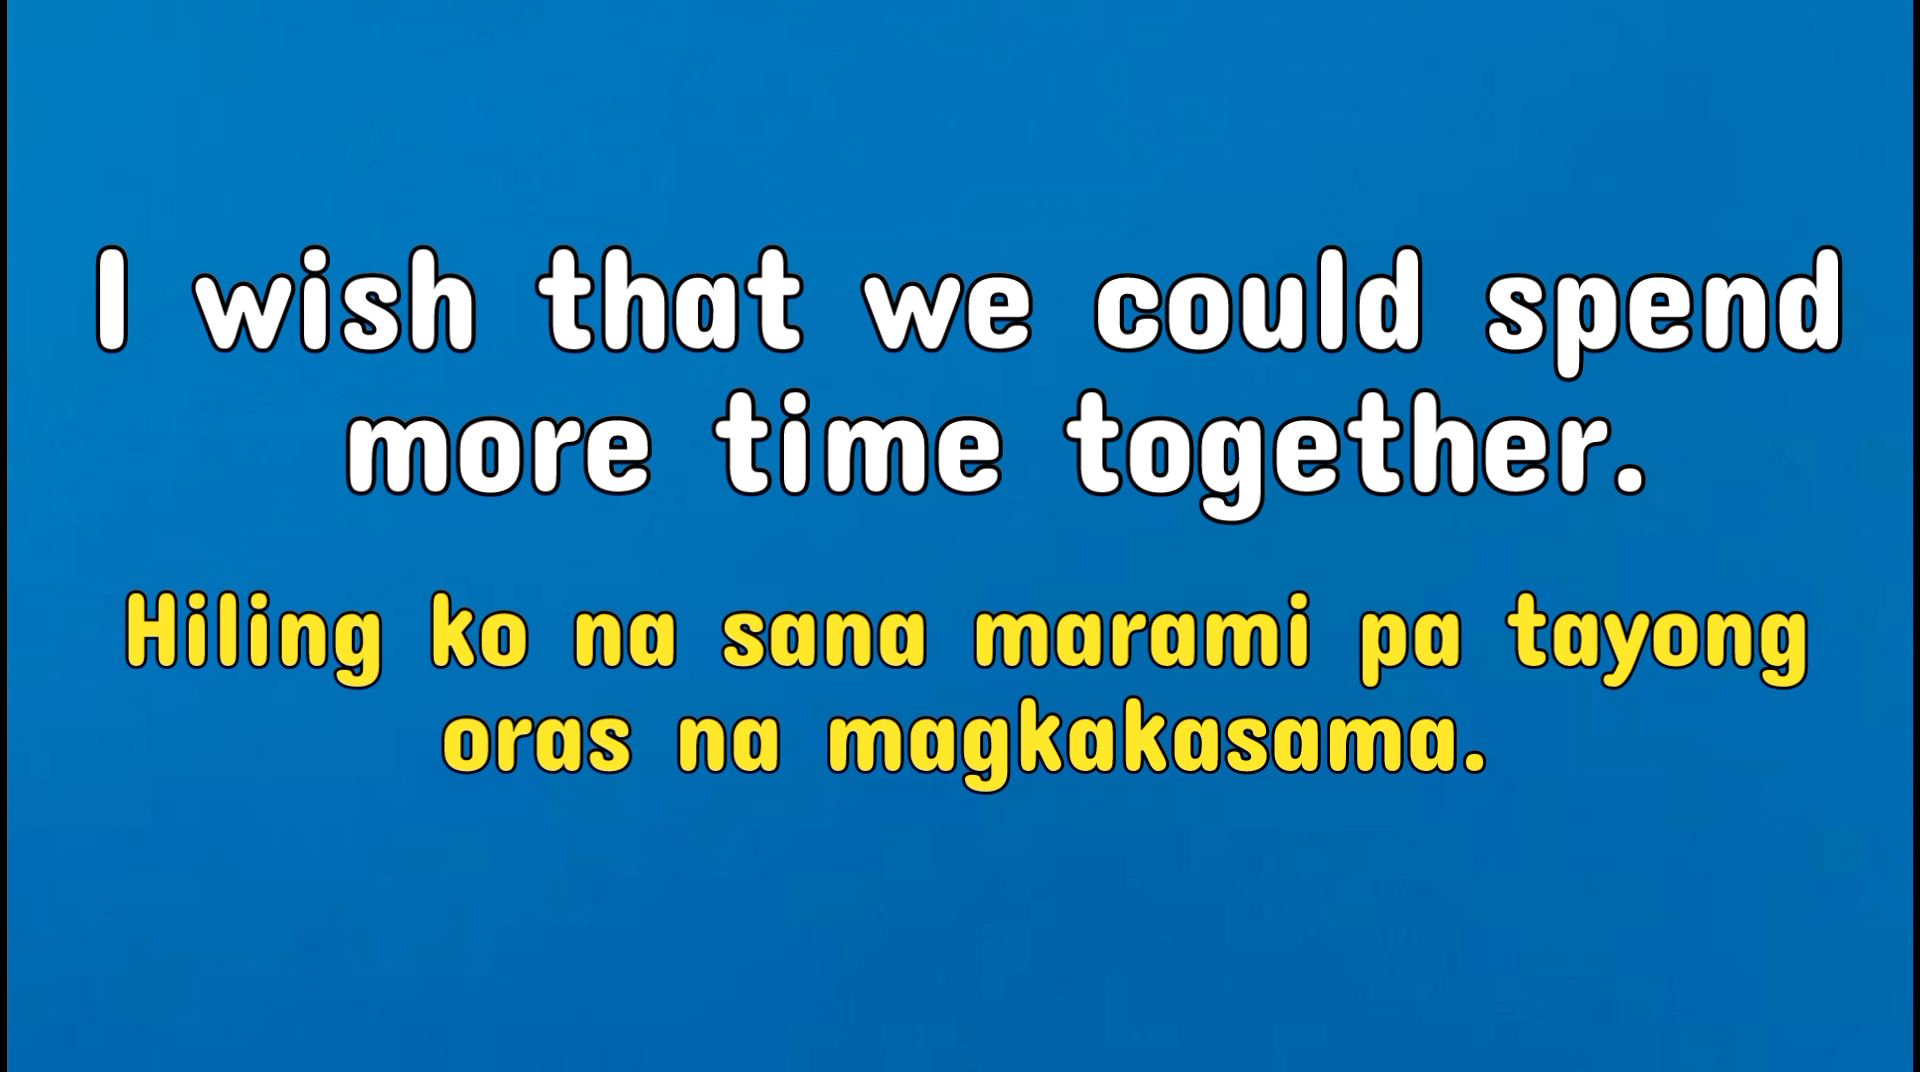 I wish that we could spend
more time together.
Hiling ko na sana marami pa tayong
oras na magkakasama.